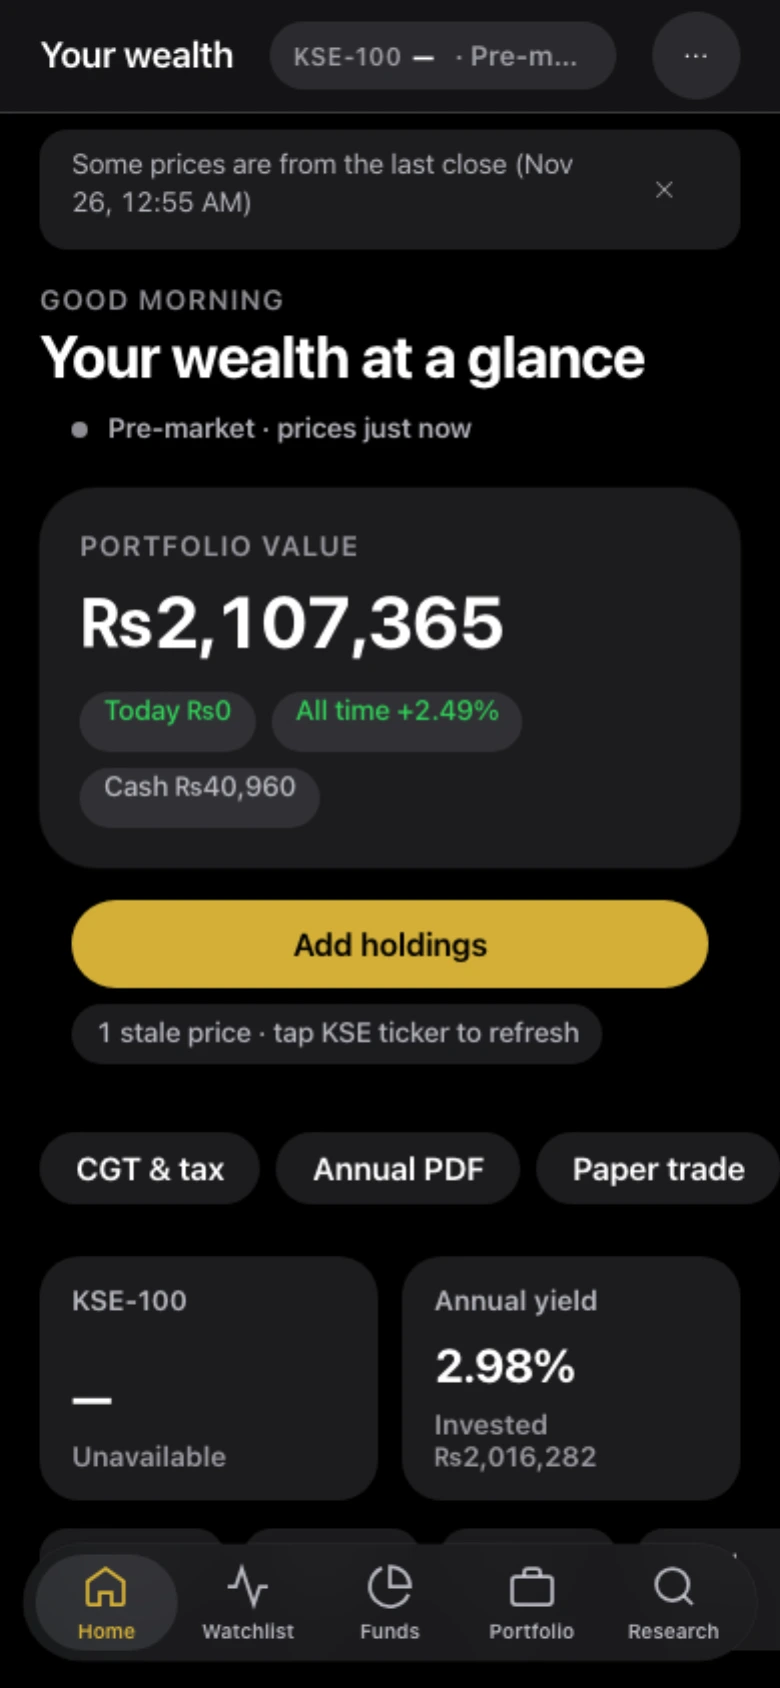 Your wealth
KSE-100 — · Pre-m...
...
Some prices are from the last close (Nov
26, 12:55 AM)
GOOD MORNING
Your wealth at a glance
Pre-market · prices just now
PORTFOLIO VALUE
Rs2,107,365
Today Rs0
All time +2.49%
Cash Rs40,960
Add holdings
1 stale price · tap KSE ticker to refresh
CGT & tax
Annual PDF
Paper trade
KSE-100
—
Unavailable
Annual yield
2.98%
Invested
Rs2,016,282
Home
Watchlist
Funds
Portfolio
Research